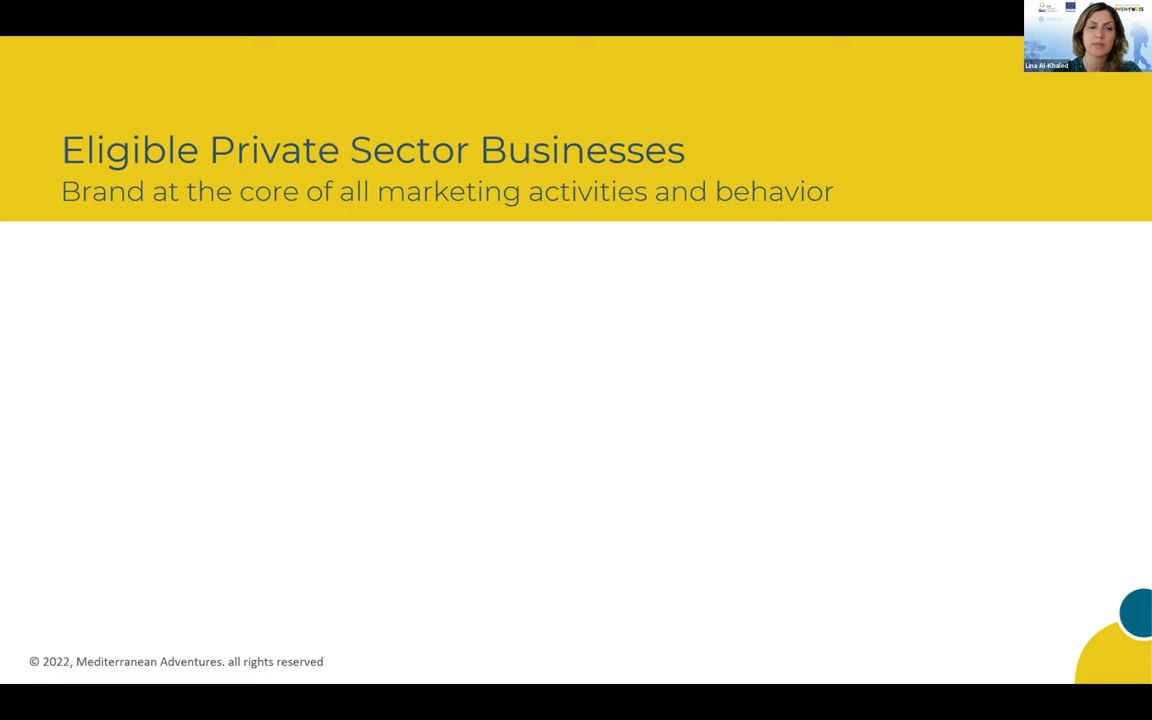 Lina Al-Khaled
Eligible Private Sector Businesses
Brand at the core of all marketing activities and behavior
© 2022, Mediterranean Adventures. all rights reserved